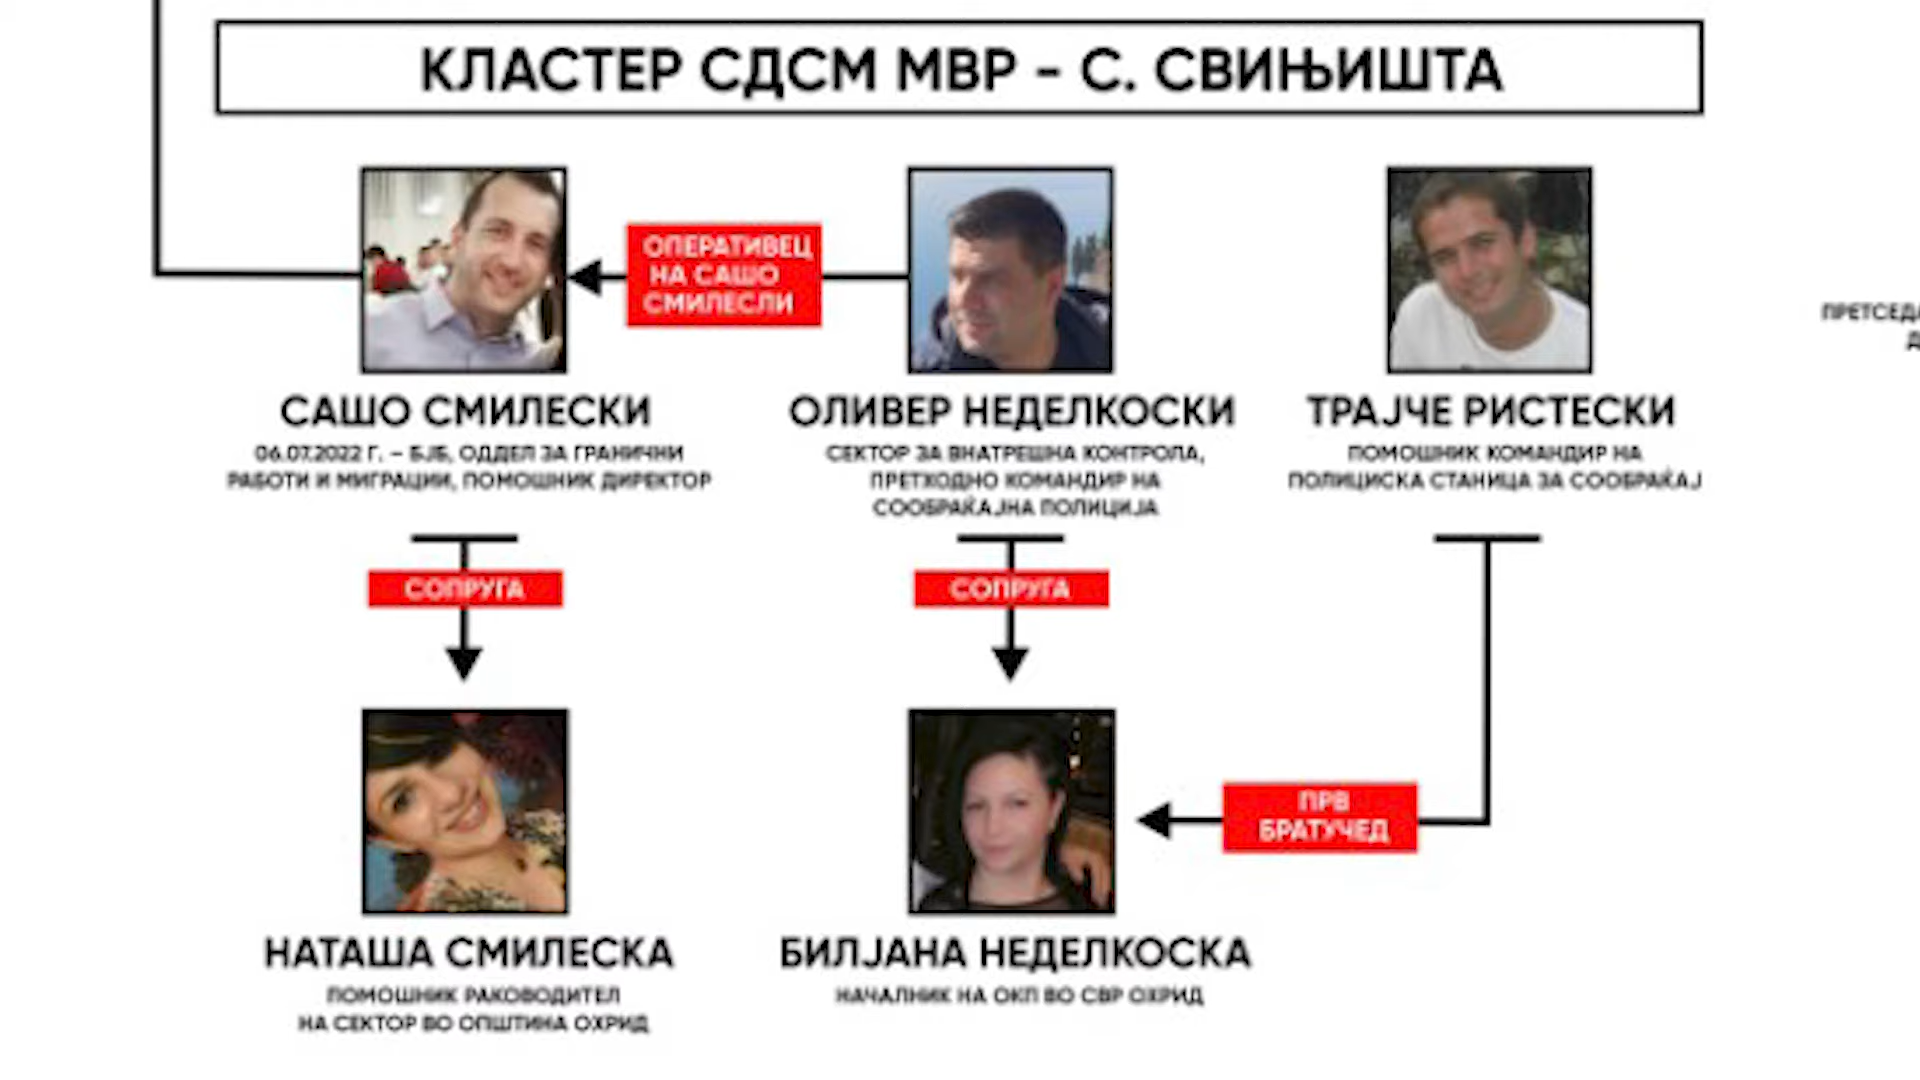 КЛАСТЕР СДСМ МВР - С. СВИЊИШТА
ОПЕРАТИВЕЦ
НА САШО
СМИЛЕСЛИ
САШО СМИЛЕСКИ
06.07.2022 Г. – БЈБ, ОДДЕЛ ЗА ГРАНИЧНИ
РАБОТИ И МИГРАЦИИ, ПОМОШНИК ДИРЕКТОР
ОЛИВЕР НЕДЕЛКОСКИ
СЕКТОР ЗА ВНАТРЕШНА КОНТРОЛА,
ПРЕТХОДНО КОМАНДИР НА
СООБРАЌАЈНА ПОЛИЦИЈА
ТРАЈЧЕ РИСТЕСКИ
ПОМОШНИК КОМАНДИР НА
ПОЛИЦИСКА СТАНИЦА ЗА СООБРАЌАЈ
ПРЕТСЕДА
Д
СОПРУГА
СОПРУГА
ПРВ
БРАТУЧЕД
НАТАША СМИЛЕСКА
ПОМОШНИК РАКОВОДИТЕЛ
НА СЕКТОР ВО ОПШТИНА ОХРИД
БИЛЈАНА НЕДЕЛКОСКА
НАЧАЛНИК НА ОКП ВО СВР ОХРИД